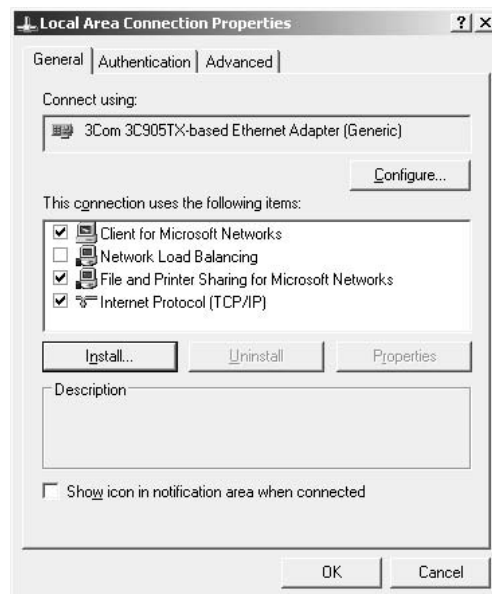 Local Area Connection Properties
General Authentication Advanced
Connect using:
3Com 3C905TX-based Ethernet Adapter (Generic)
Configure...
This connection uses the following items:
Client for Microsoft Networks
Network Load Balancing
File and Printer Sharing for Microsoft Networks
Internet Protocol (TCP/IP)
Install... Uninstall Properties
Description
Show icon in notification area when connected
OK Cancel